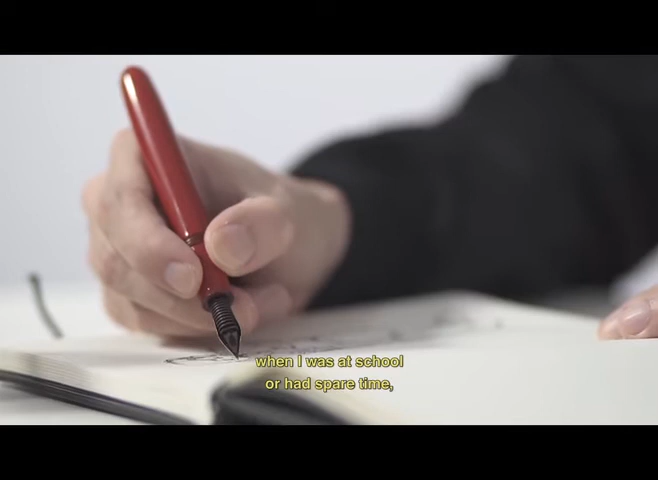 when I was at school
or had spare time,